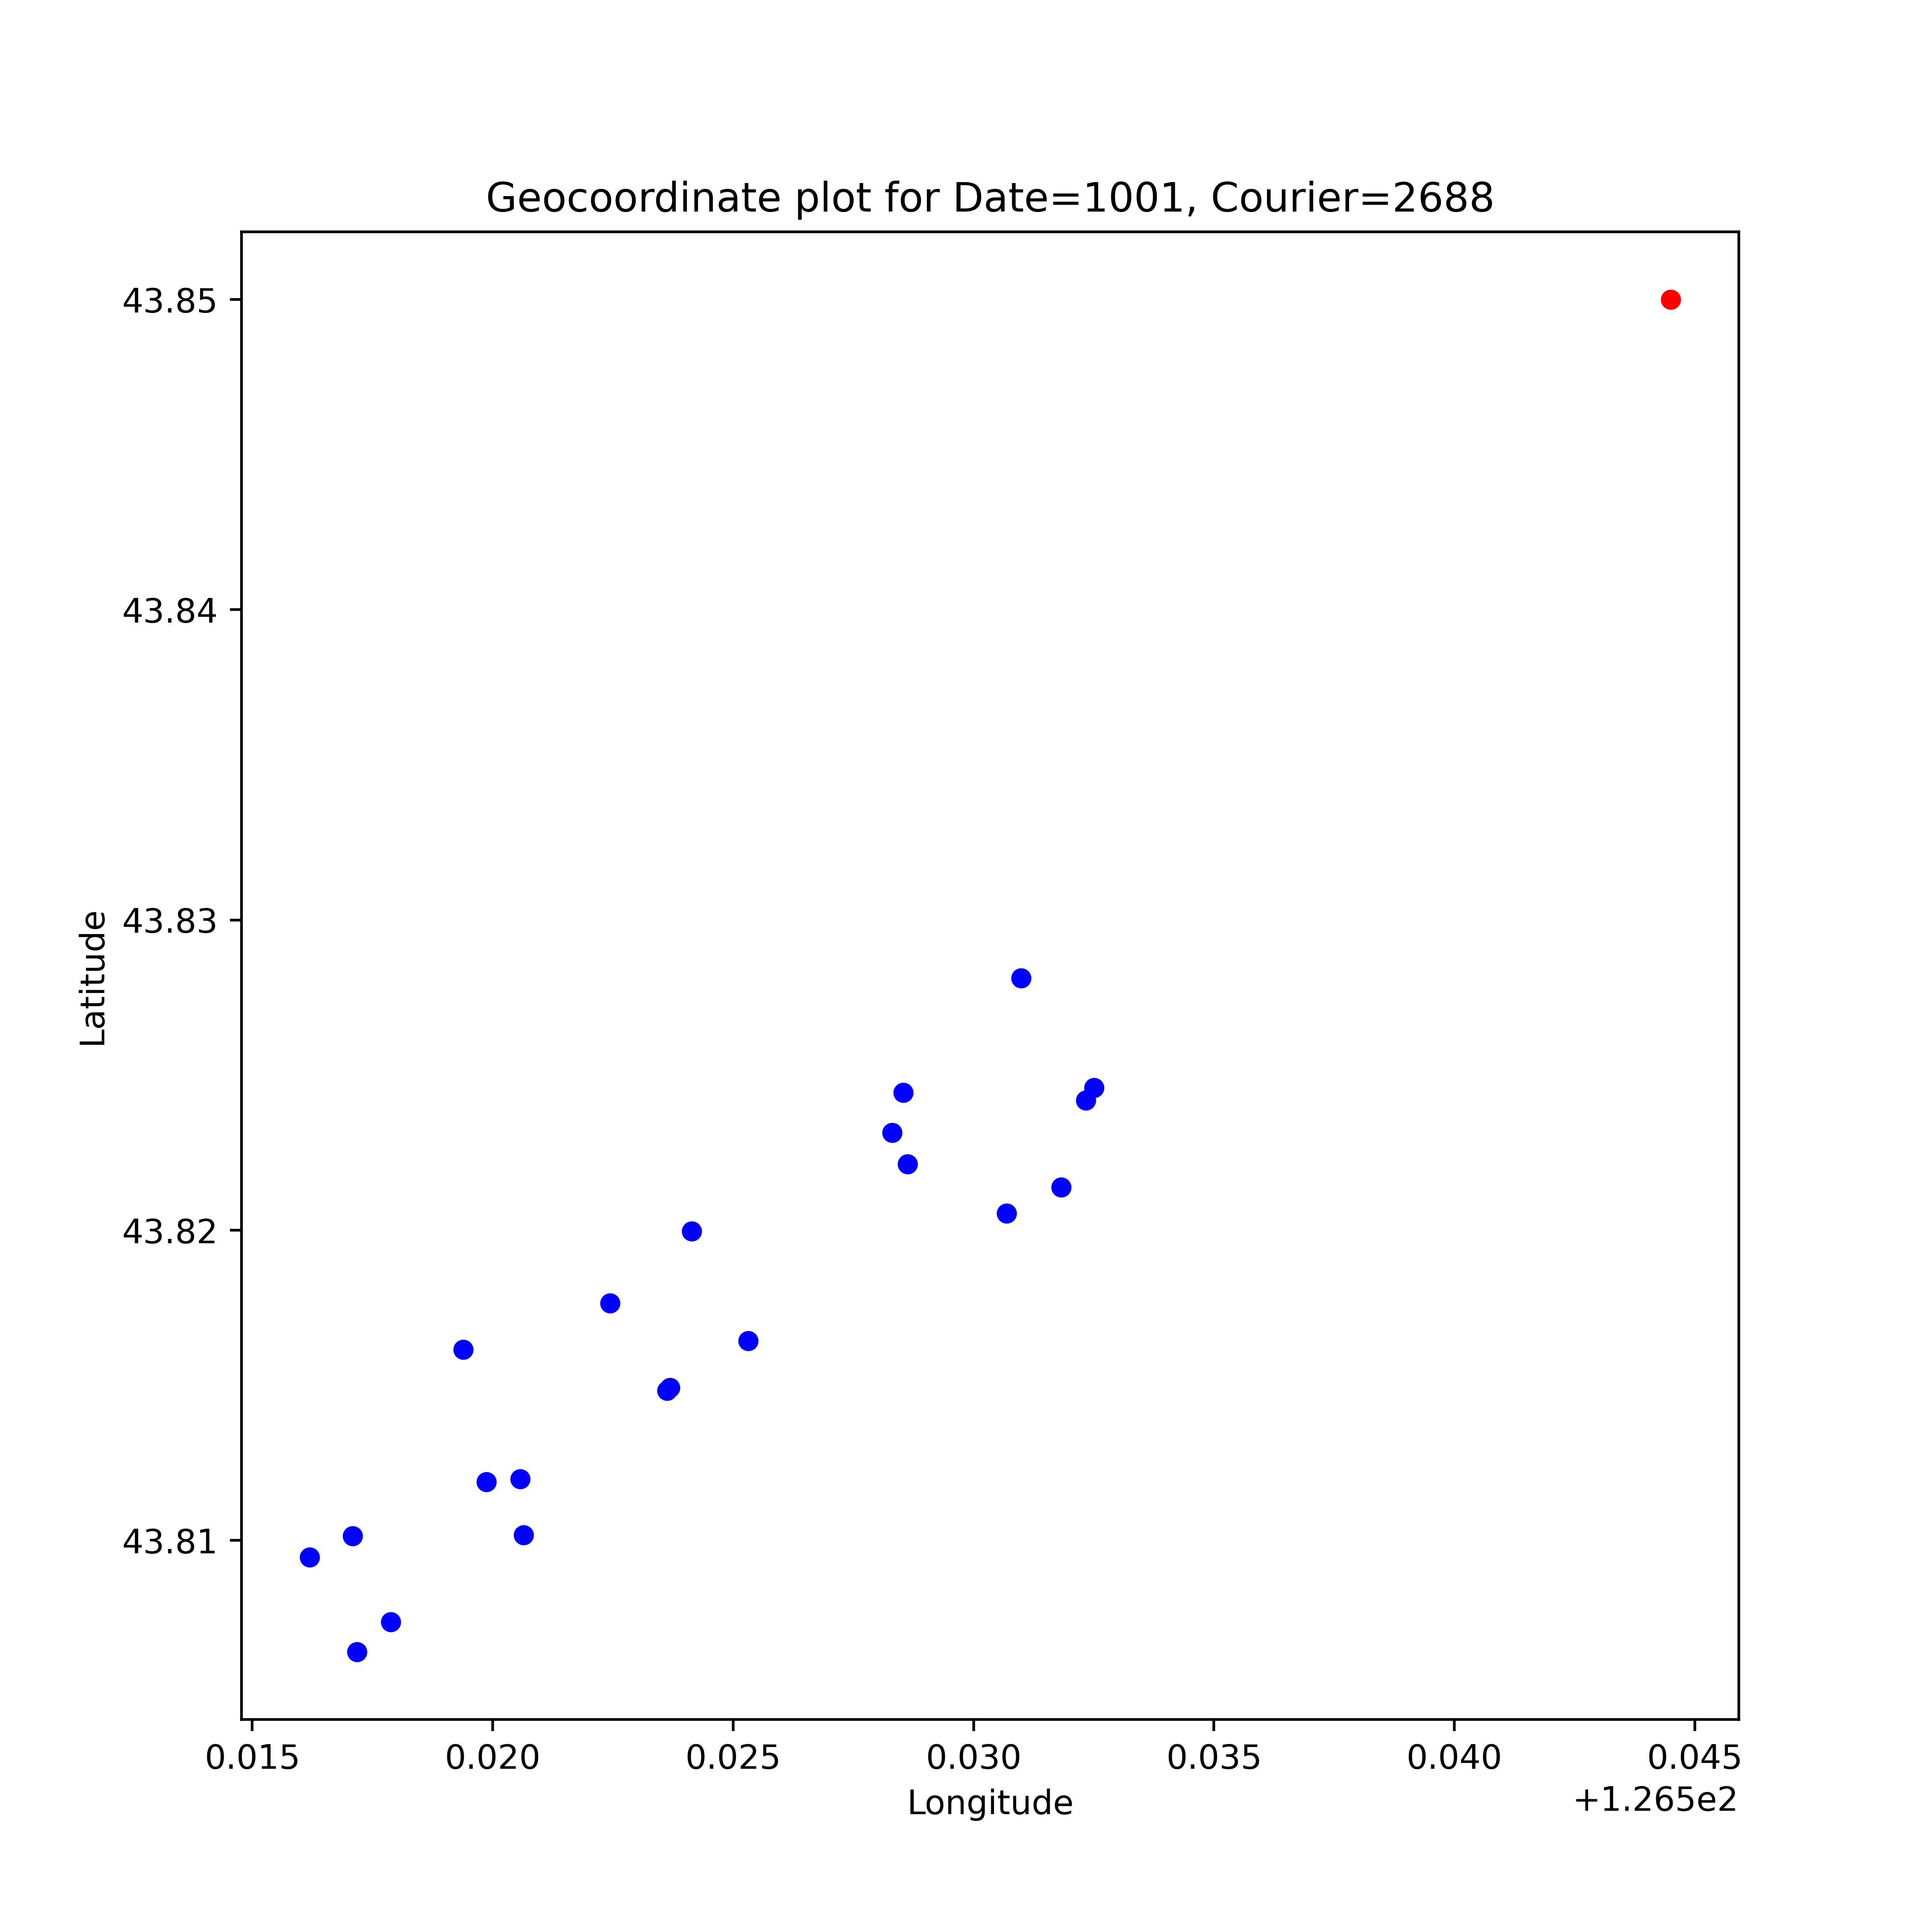 Geocoordinate plot for Date=1001, Courier=2688
43.85
43.84
43.83
43.82
43.81
Latitude
0.015 0.020 0.025 0.030 0.035 0.040 0.045
+1.265e2
Longitude